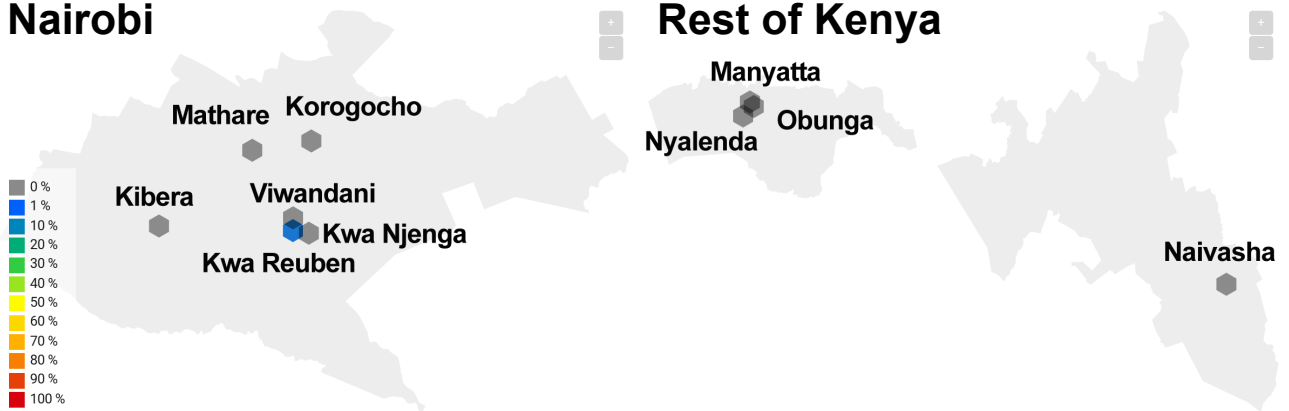 Nairobi
+
−
Mathare
Korogocho
Kibera
Viwandani
Kwa Njenga
Kwa Reuben
0 %
1 %
10 %
20 %
30 %
40 %
50 %
60 %
70 %
80 %
90 %
100 %
Rest of Kenya
+
−
Manyatta
Obunga
Nyalenda
Naivasha